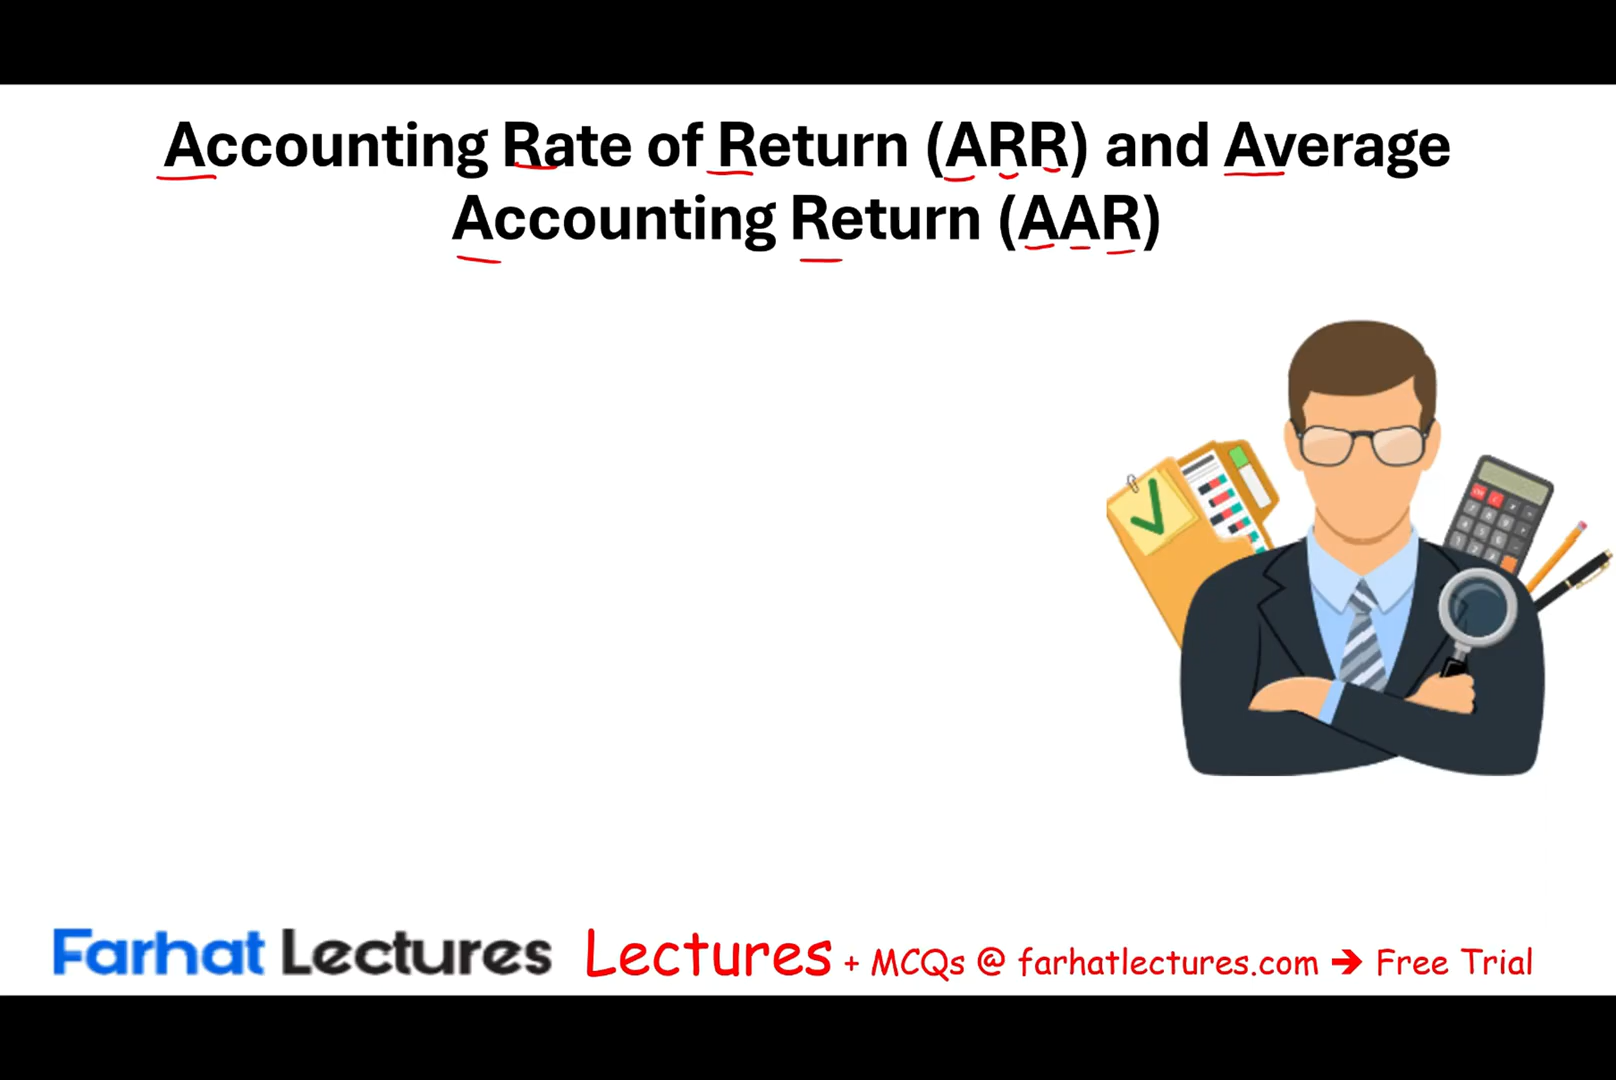 Accounting Rate of Return (ARR) and Average
Accounting Return (AAR)
Farhat Lectures Lectures + MCQs @ farhatlectures.com → Free Trial